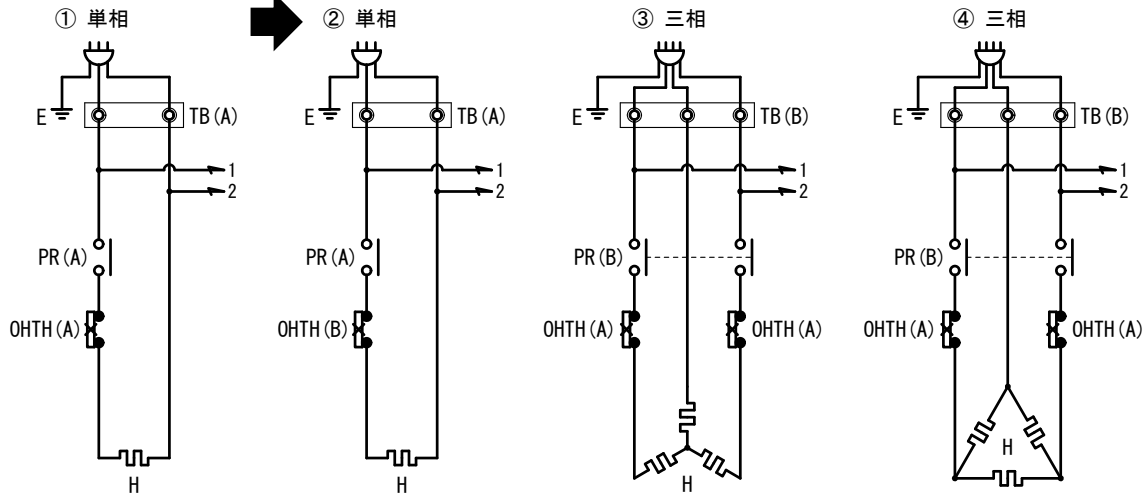 ① 単相
② 単相
③ 三相
④ 三相
E
TB(A)
E
TB(A)
E
TB(B)
E
TB(B)
1
2
1
2
1
2
1
2
PR(A)
PR(A)
PR(B)
PR(B)
OHTH(A)
OHTH(B)
OHTH(A)
OHTH(A)
OHTH(A)
OHTH(A)
H
H
H
H